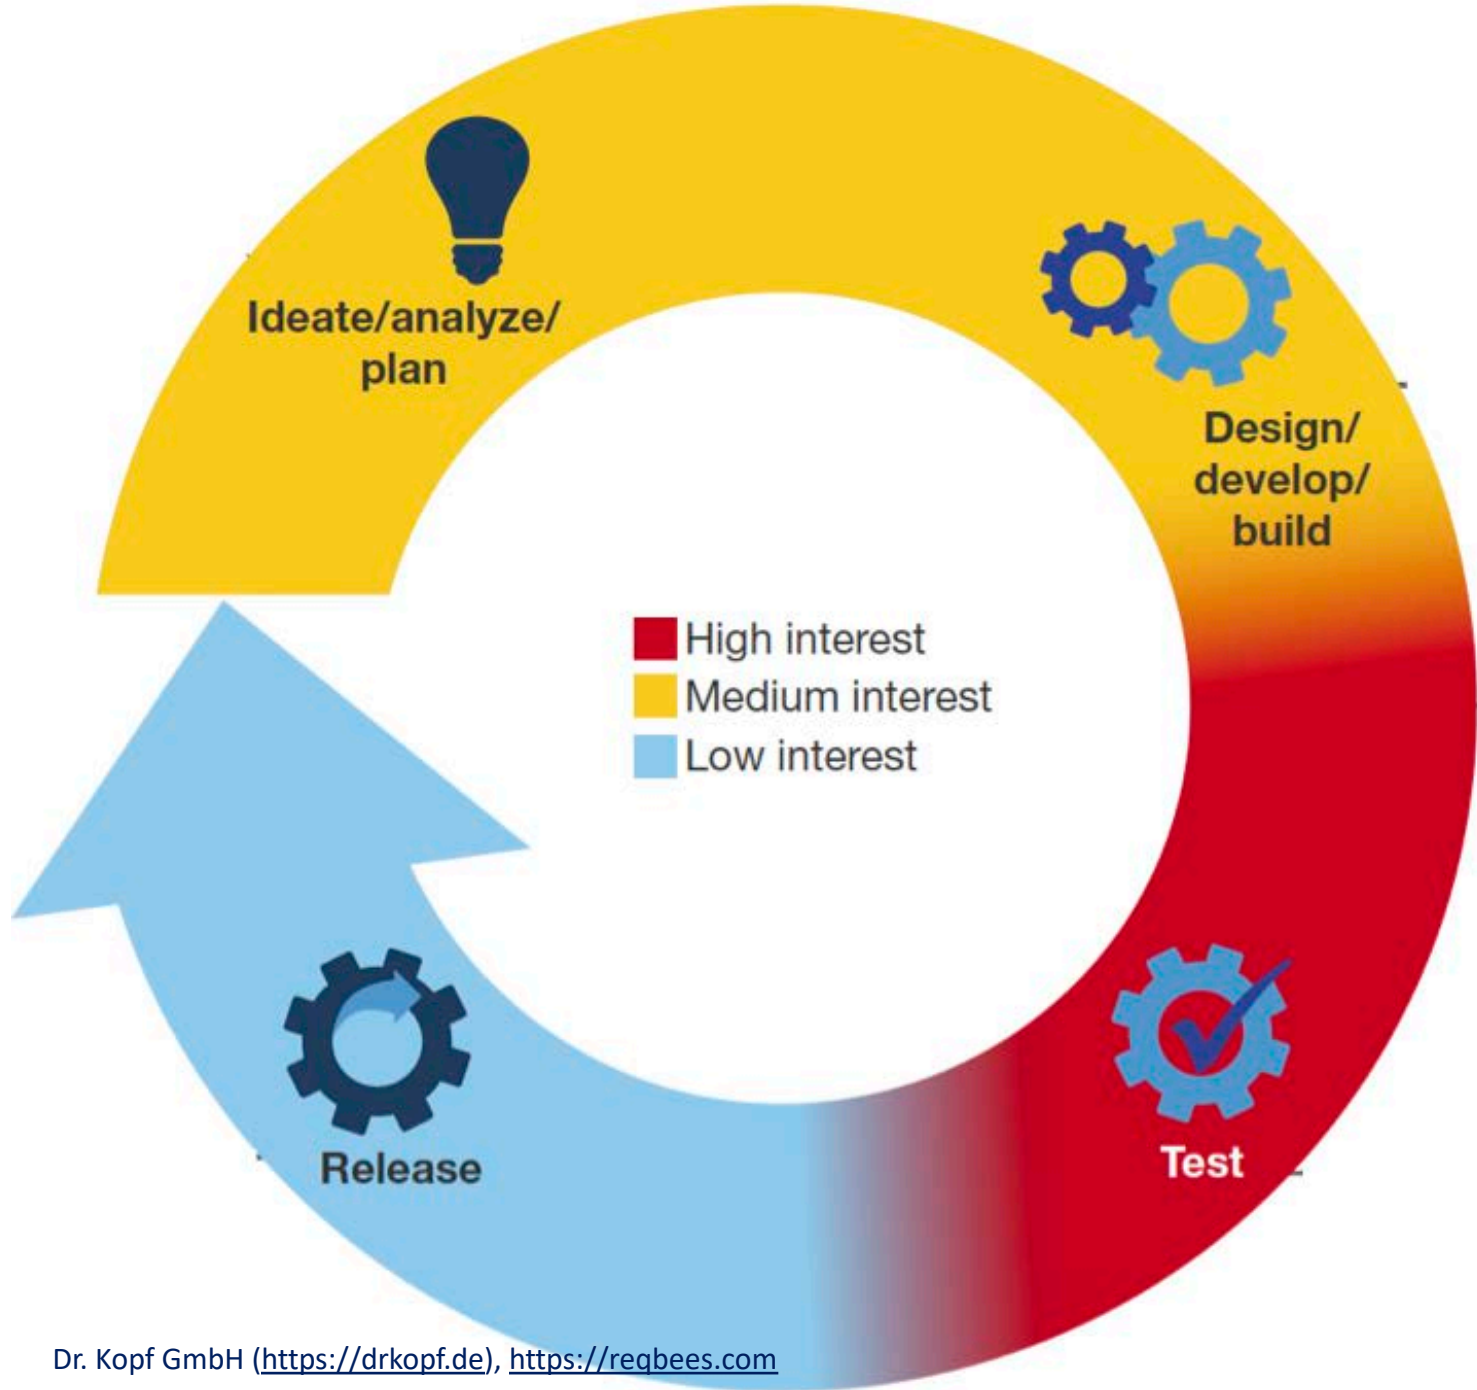 Ideate/analyze/
plan
Design/
develop/
build
High interest
Medium interest
Low interest
Release
Test
Dr. Kopf GmbH (https://drkopf.de), https://reqbees.com